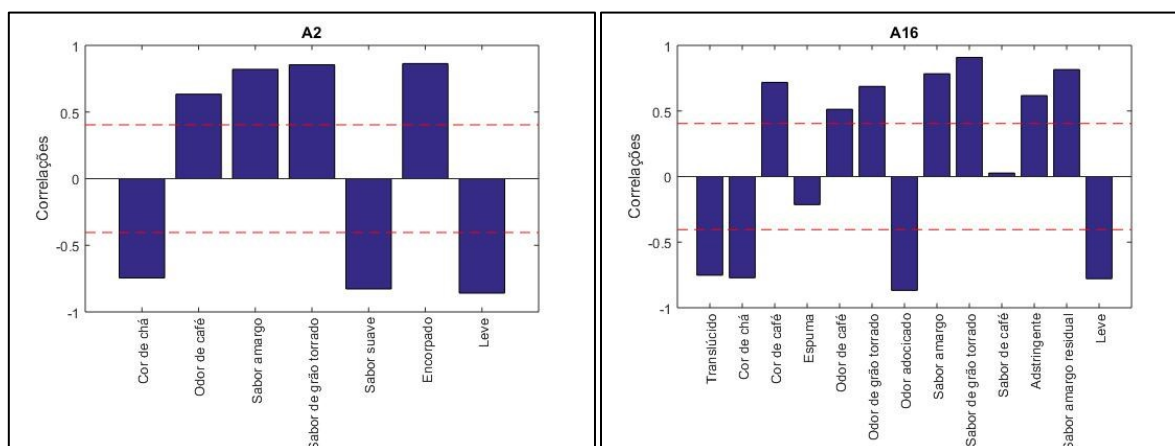 A2
1
0.5
0
-0.5
-1
Correlações
Cor de chá
Odor de café
Sabor amargo
Sabor de grão torrado
Sabor suave
Encorpado
Leve
A16
1
0.5
0
-0.5
-1
Correlações
Translúcido
Cor de chá
Cor de café
Espuma
Odor de café
Odor de grão torrado
Odor adocicado
Sabor amargo
Sabor de grão torrado
Sabor de café
Adstringente
Sabor amargo residual
Leve